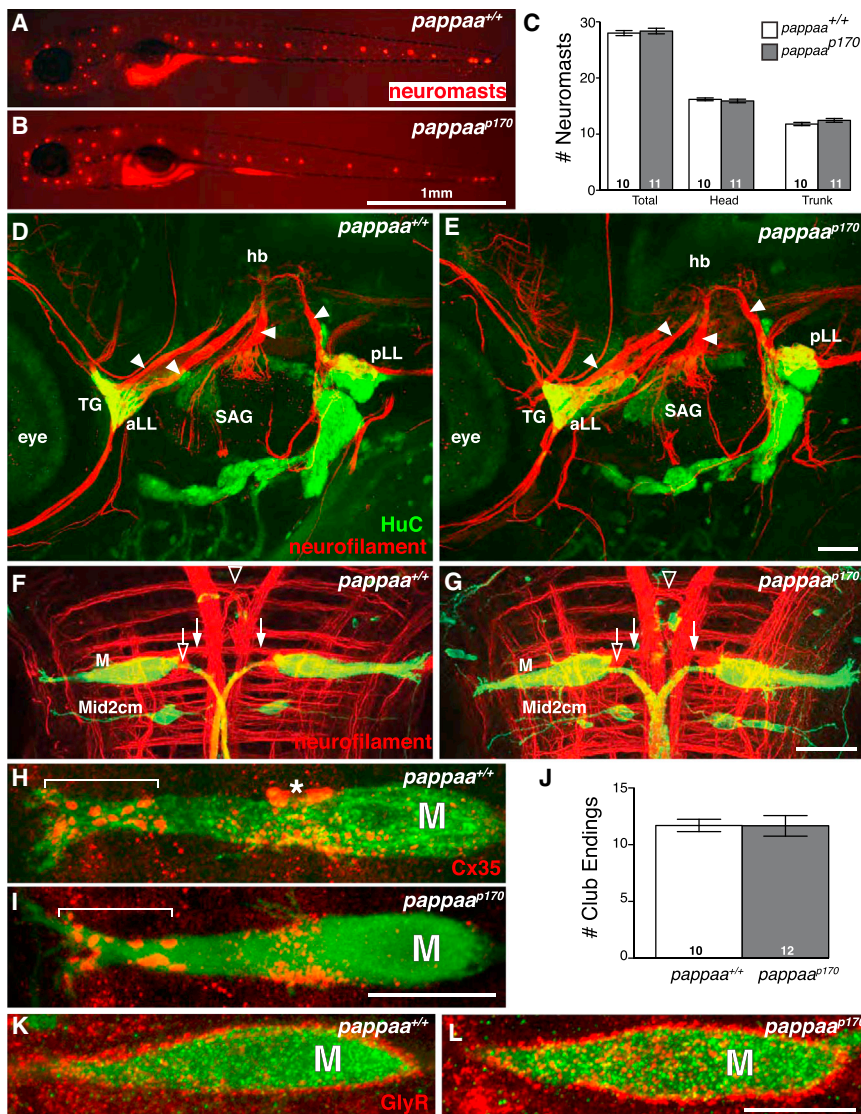 A
pappaa+/+
neuromasts
B
pappaap170
1mm
C
pappaa+/+
pappaap170
# Neuromasts
30
20
10
0
10
11
10
11
10
11
Total
Head
Trunk
D
pappaa+/+
hb
pLL
TG
aLL
SAG
eye
HuC
neurofilament
E
pappaap170
hb
pLL
TG
aLL
SAG
eye
F
pappaa+/+
M
Mid2cm
neurofilament
G
pappaap170
M
Mid2cm
H
pappaa+/+
*
M
Cx35
I
pappaap170
M
J
# Club Endings
15
10
5
0
10
12
pappaa+/+
pappaap170
K
pappaa+/+
M
GlyR
L
pappaap170
M